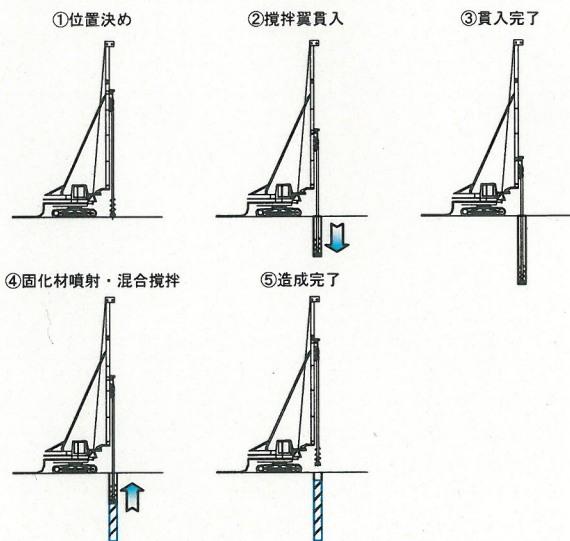 ①位置決め
②撹拌翼貫入
③貫入完了
④固化材噴射・混合撹拌
⑤造成完了